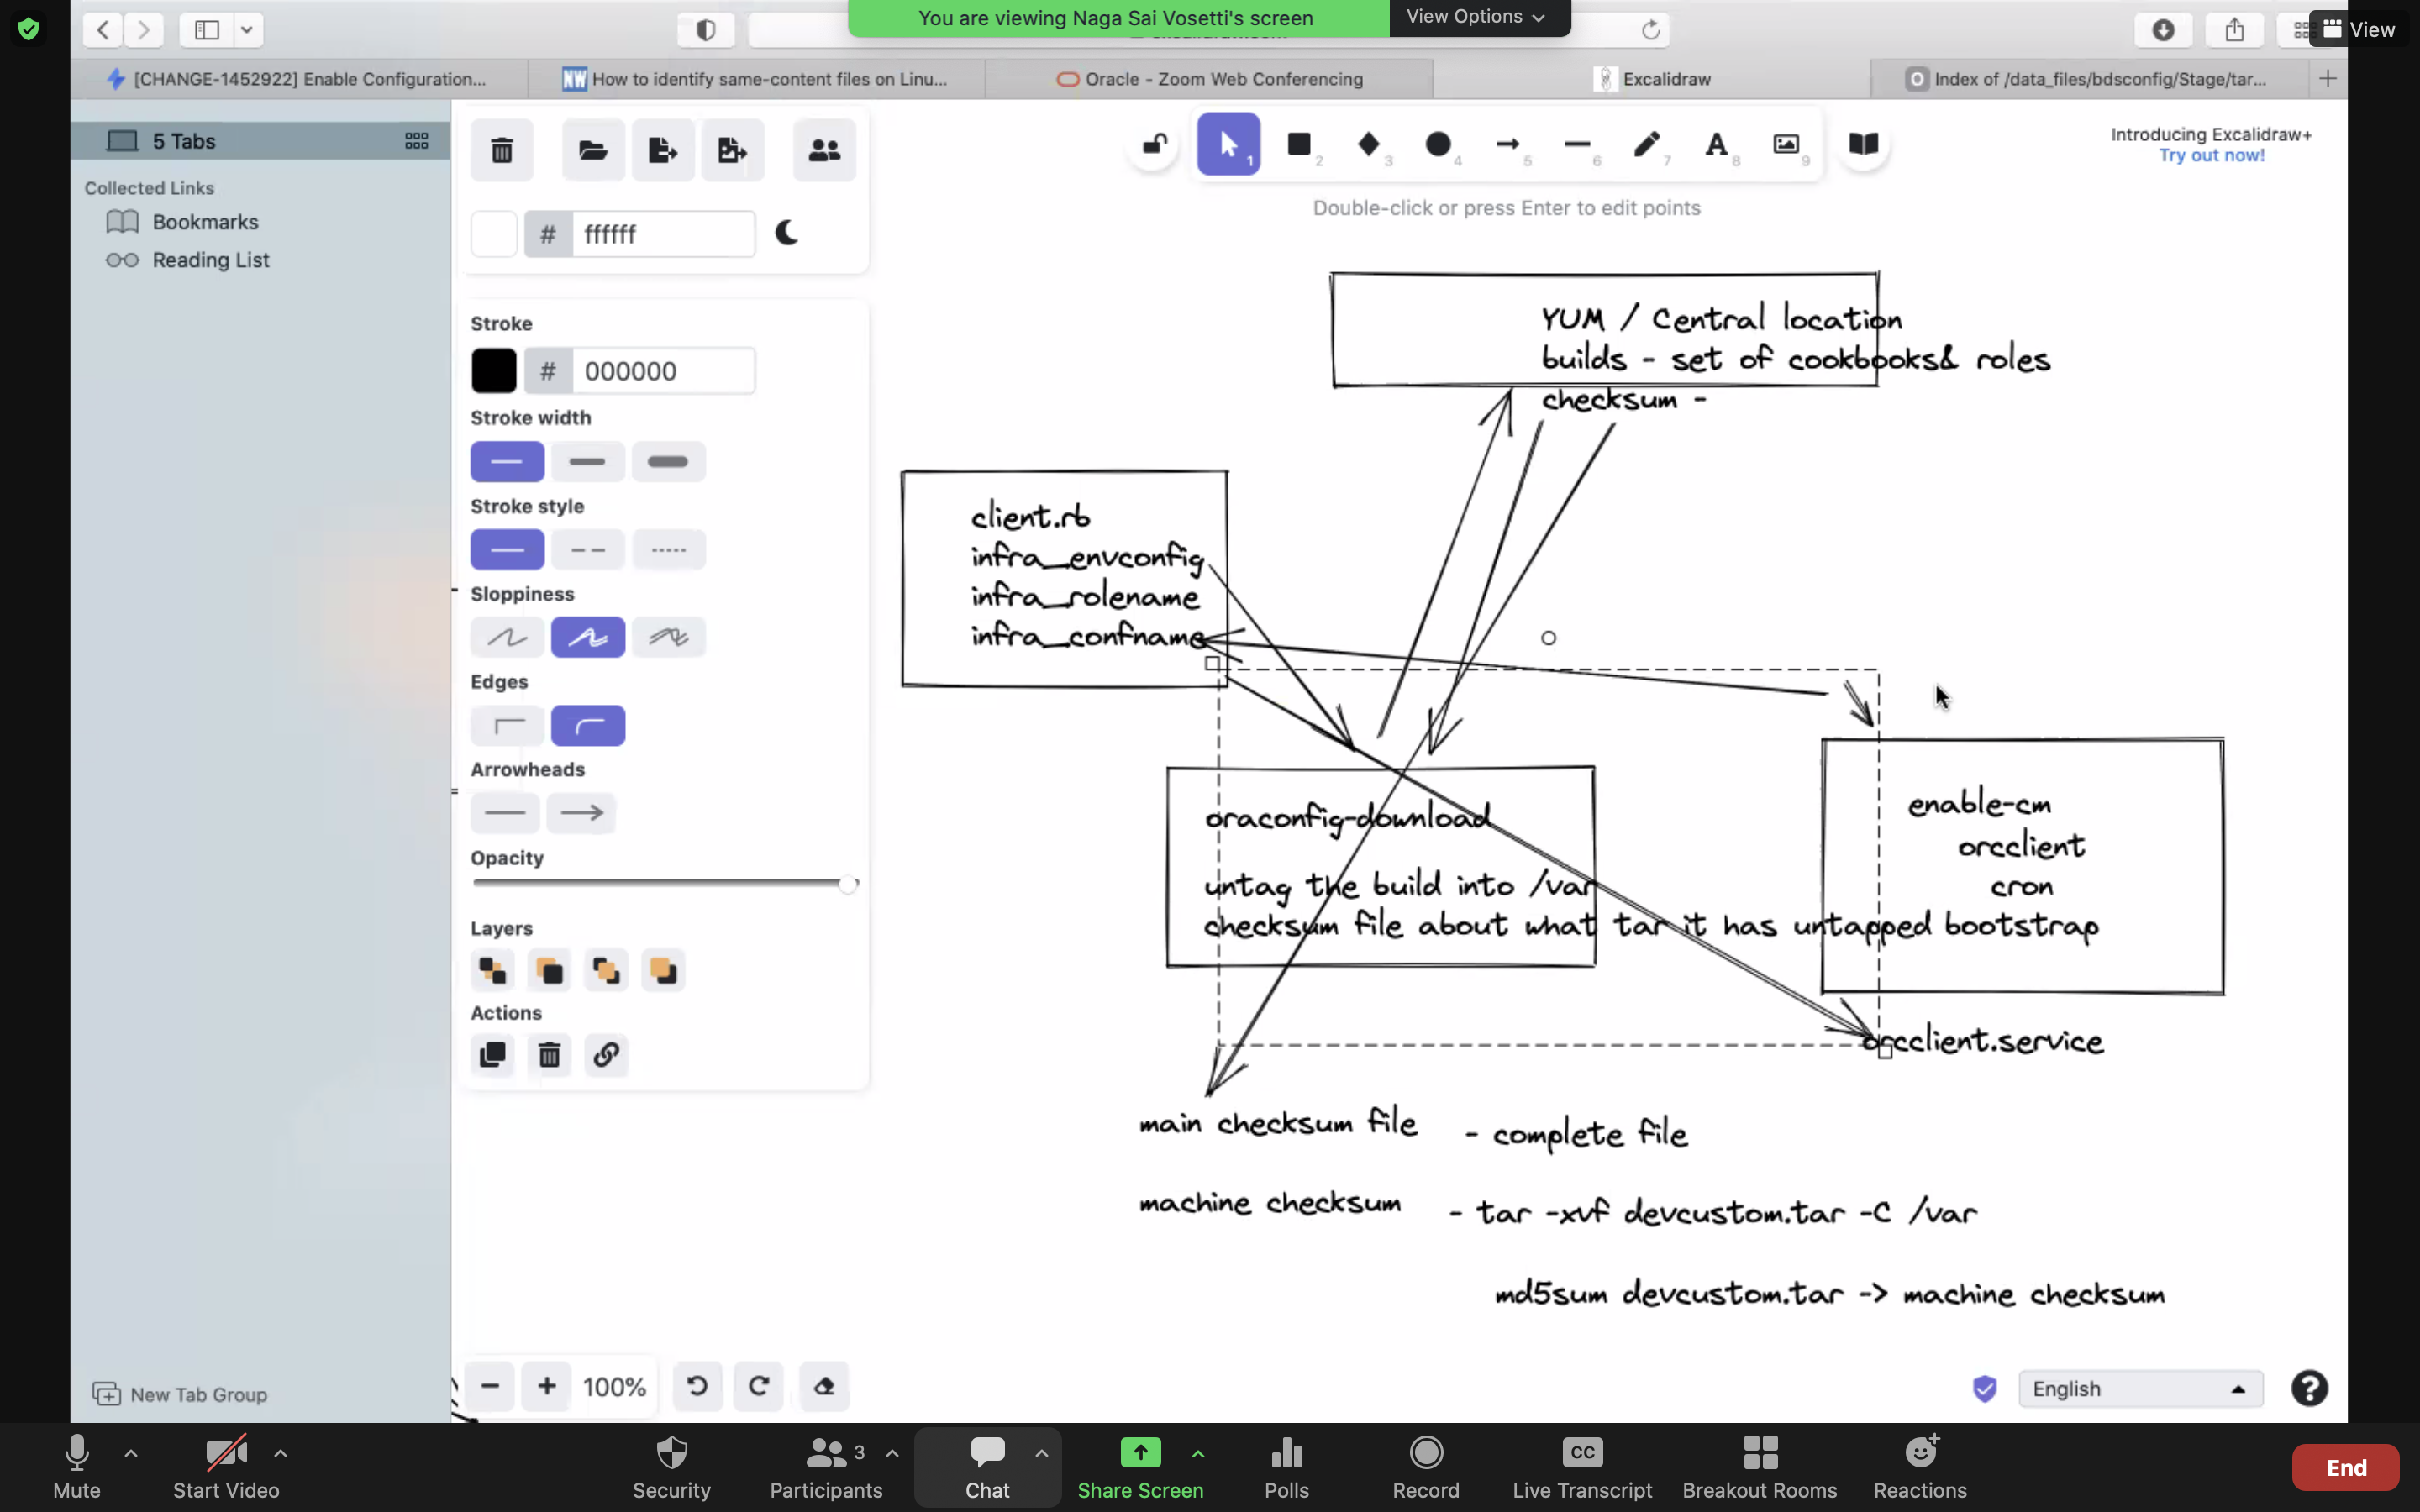 You are viewing Naga Sai Vosetti's screen
View Options
View
[CHANGE-1452922] Enable Configuration...
NW How to identify same-content files on Linu...
Oracle - Zoom Web Conferencing
Excalidraw
O Index of /data_files/bdsconfig/Stage/tar...
5 Tabs
Collected Links
Bookmarks
Reading List
New Tab Group
1
2
3
4
5
6
7
A 8
9
Introducing Excalidraw+
Try out now!
Double-click or press Enter to edit points
# ffffff
Stroke
# 000000
Stroke width
Stroke style
Sloppiness
Edges
Arrowheads
Opacity
Layers
Actions
YUM / Central location
builds - set of cookbooks& roles
checksum -
client.rb
infra_envconfig
infra_rolename
infra_confname
oraconfig-download
untag the build into /var
checksum file about what tar it has untapped bootstrap
enable-cm
orcclient
cron
orcclient.service
main checksum file - complete file
machine checksum - tar -xvf devcustom.tar -C /var
md5sum devcustom.tar -> machine checksum
100%
English
?
Mute
Start Video
Security
Participants 3
Chat
Share Screen
Polls
Record
CC
Live Transcript
Breakout Rooms
Reactions
End